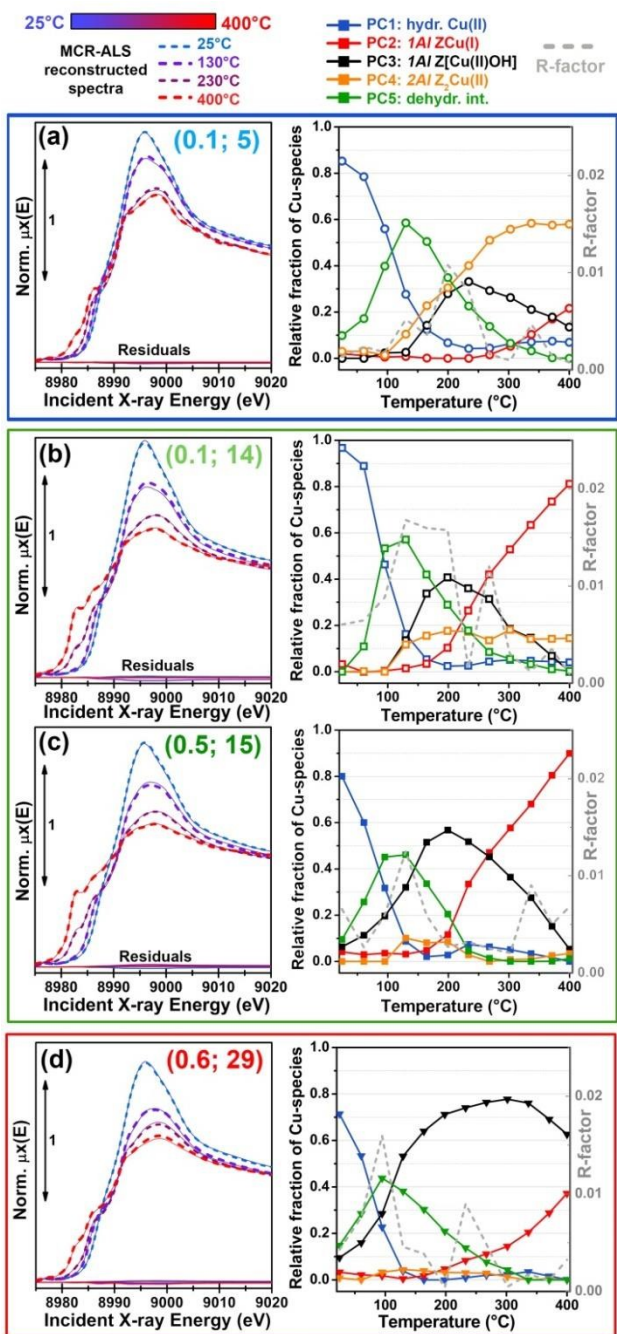 25°C 400°C
MCR-ALS
reconstructed
spectra
25°C
130°C
230°C
400°C
PC1: hydr. Cu(II)
PC2: 1Al ZCu(I)
PC3: 1Al Z[Cu(II)OH]
PC4: 2Al Z₂Cu(II)
PC5: dehydr. int.
R-factor
(a) (0.1; 5)
Norm. μx(E)
1
Residuals
8980 8990 9000 9010 9020
Incident X-ray Energy (eV)
Relative fraction of Cu-species
1.0
0.8
0.6
0.4
0.2
0.0
100 200 300 400
Temperature (°C)
0.02
0.01
0.00
R-factor
(b) (0.1; 14)
Norm. μx(E)
1
Residuals
8980 8990 9000 9010 9020
Incident X-ray Energy (eV)
Relative fraction of Cu-species
1.0
0.8
0.6
0.4
0.2
0.0
100 200 300 400
Temperature (°C)
0.02
0.01
0.00
R-factor
(c) (0.5; 15)
Norm. μx(E)
1
Residuals
8980 8990 9000 9010 9020
Incident X-ray Energy (eV)
Relative fraction of Cu-species
1.0
0.8
0.6
0.4
0.2
0.0
100 200 300 400
Temperature (°C)
0.02
0.01
0.00
R-factor
(d) (0.6; 29)
Norm. μx(E)
1
8980 8990 9000 9010 9020
Incident X-ray Energy (eV)
Relative fraction of Cu-species
1.0
0.8
0.6
0.4
0.2
0.0
100 200 300 400
Temperature (°C)
0.02
0.01
0.00
R-factor